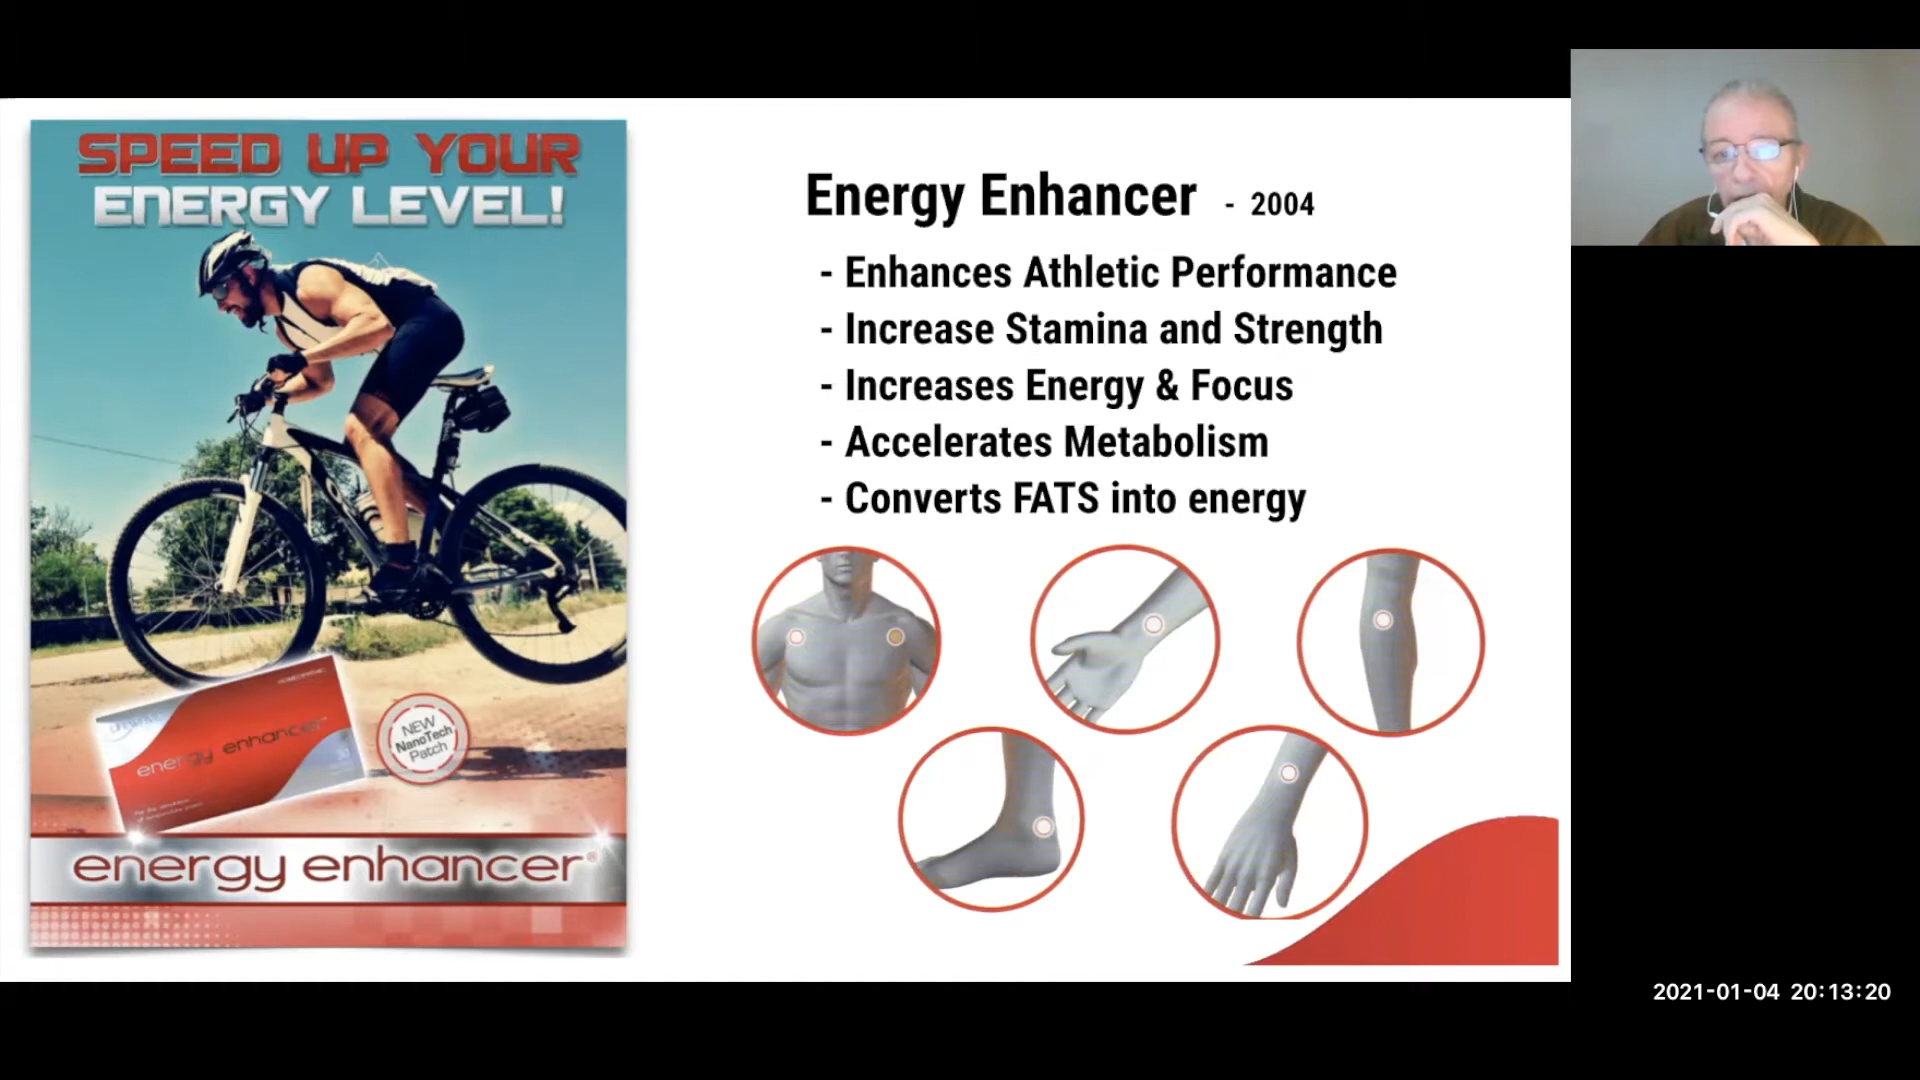 SPEED UP YOUR
ENERGY LEVEL!
energy enhancer
NEW
NanoTech
Patch
energy enhancer®
Energy Enhancer - 2004
- Enhances Athletic Performance
- Increase Stamina and Strength
- Increases Energy & Focus
- Accelerates Metabolism
- Converts FATS into energy
2021-01-04 20:13:20